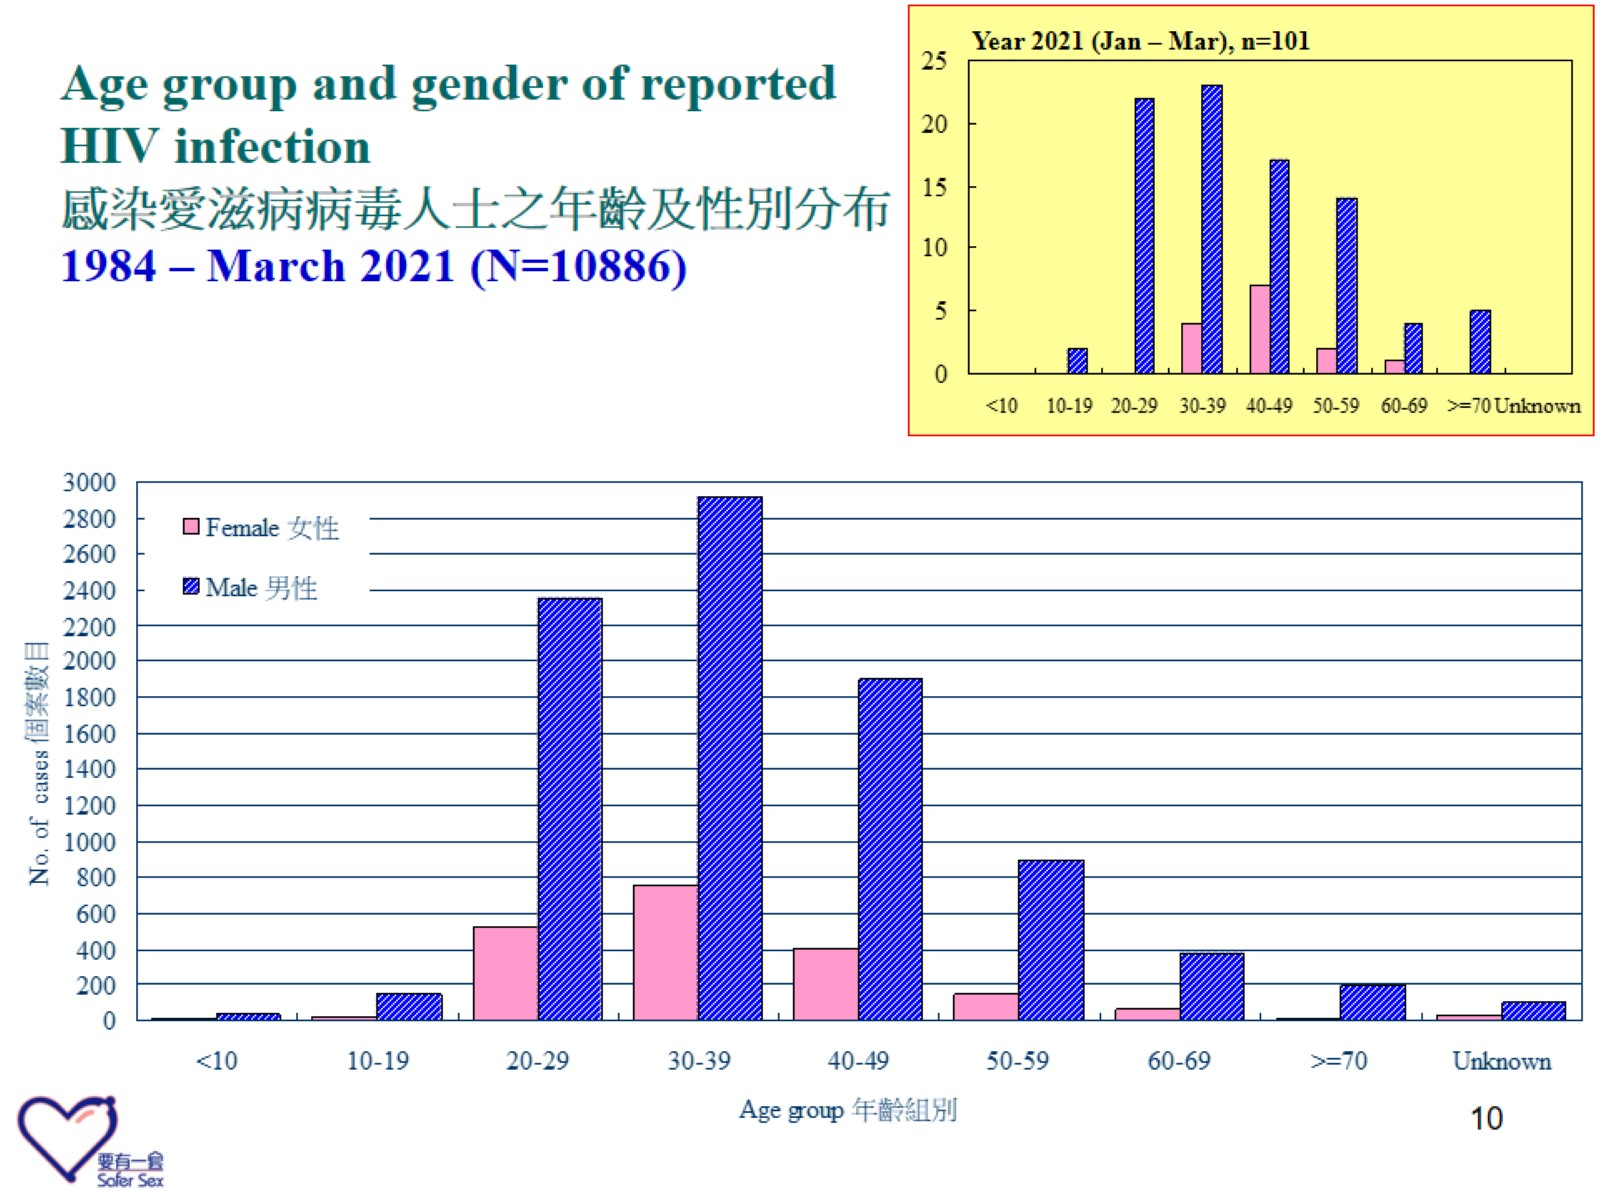 Age group and gender of reported
HIV infection
感染愛滋病病毒人士之年齡及性別分布
1984 – March 2021 (N=10886)
Year 2021 (Jan – Mar), n=101
25
20
15
10
5
0
<10 10-19 20-29 30-39 40-49 50-59 60-69 >=70 Unknown
No. of cases 個案數目
3000
2800
2600
2400
2200
2000
1800
1600
1400
1200
1000
800
600
400
200
0
Female 女性
Male 男性
<10 10-19 20-29 30-39 40-49 50-59 60-69 >=70 Unknown
Age group 年齡組別
要有一套
Safer Sex
10